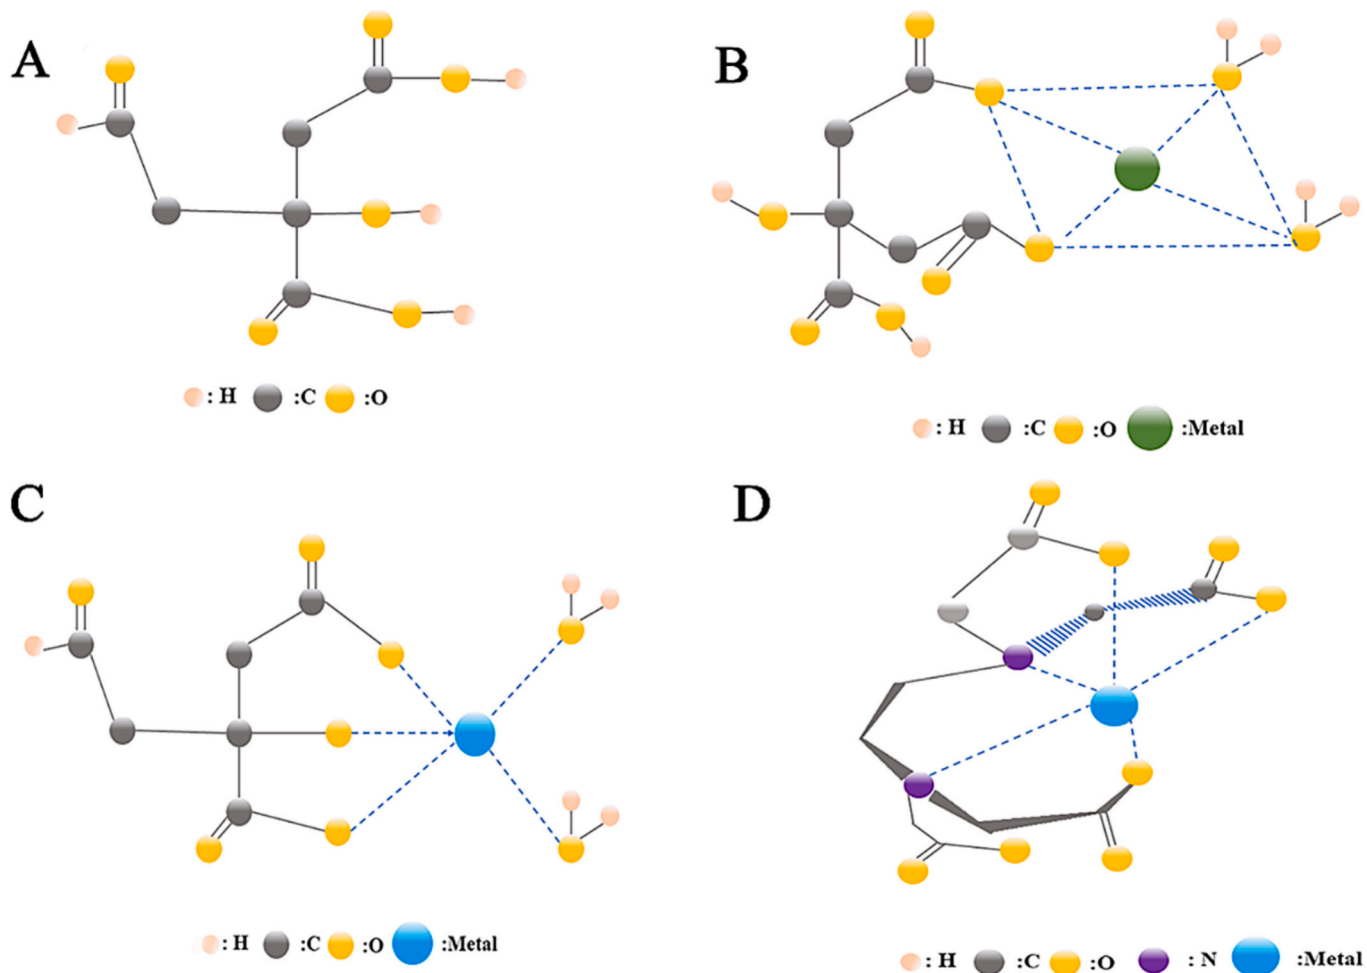 A
B
: H :C :O
: H :C :O :Metal
C
D
: H :C :O :Metal
: H :C :O : N :Metal